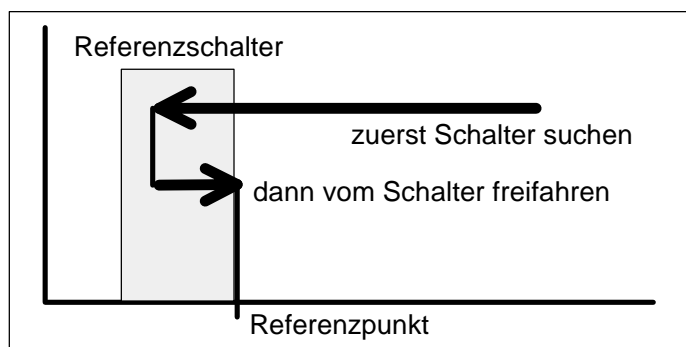 Referenzschalter
zuerst Schalter suchen
dann vom Schalter freifahren
Referenzpunkt